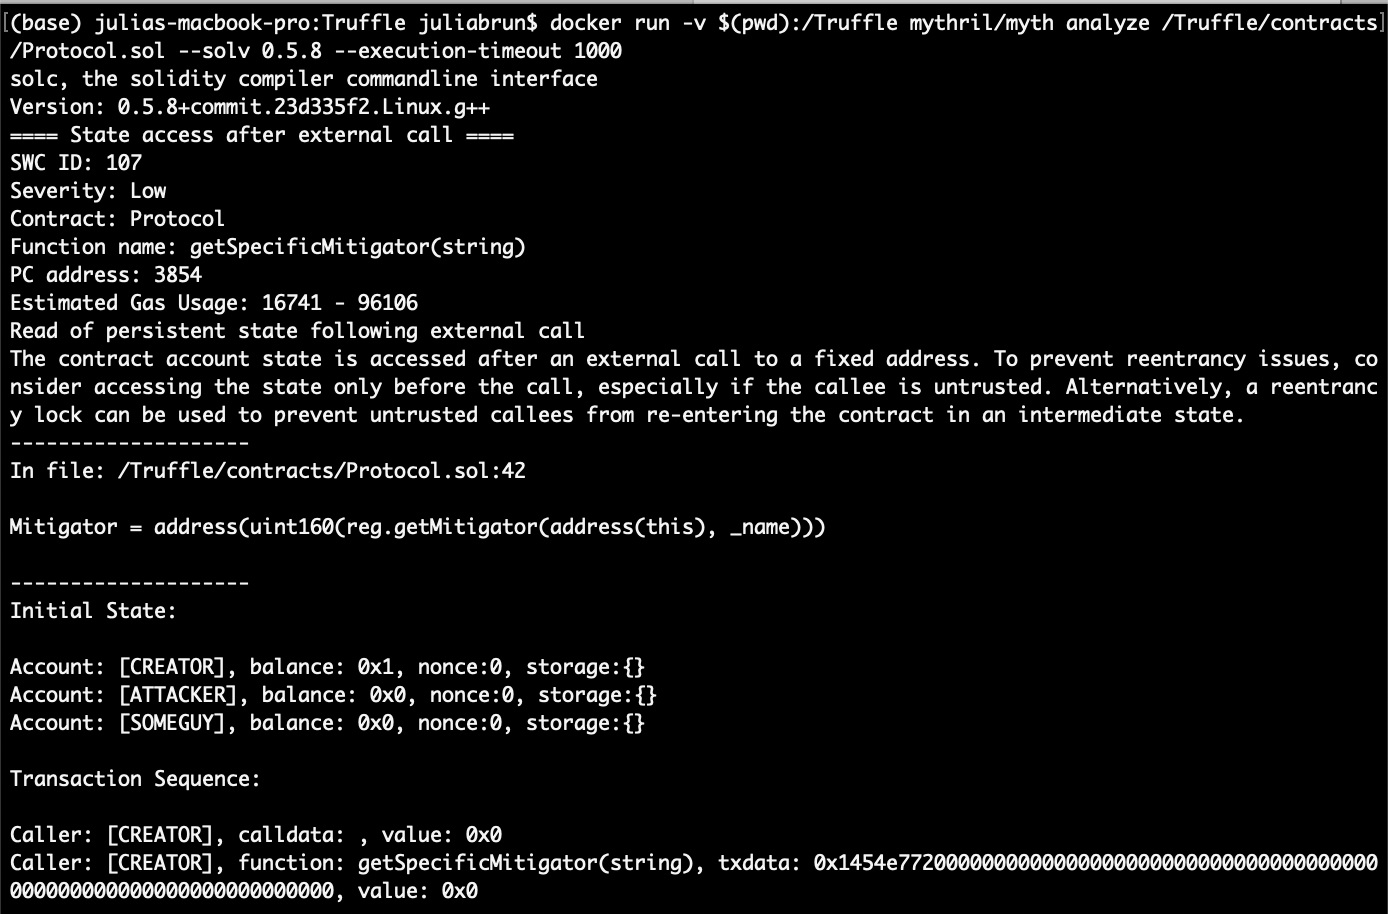 [(base) julias-macbook-pro:Truffle juliabrun$ docker run -v $(pwd):/Truffle mythril/myth analyze /Truffle/contracts]
/Protocol.sol --solv 0.5.8 --execution-timeout 1000
solc, the solidity compiler commandline interface
Version: 0.5.8+commit.23d335f2.Linux.g++
==== State access after external call ====
SWC ID: 107
Severity: Low
Contract: Protocol
Function name: getSpecificMitigator(string)
PC address: 3854
Estimated Gas Usage: 16741 - 96106
Read of persistent state following external call
The contract account state is accessed after an external call to a fixed address. To prevent reentrancy issues, co
nsider accessing the state only before the call, especially if the callee is untrusted. Alternatively, a reentranc
y lock can be used to prevent untrusted callees from re-entering the contract in an intermediate state.
--------------------
In file: /Truffle/contracts/Protocol.sol:42
Mitigator = address(uint160(reg.getMitigator(address(this), _name)))
--------------------
Initial State:
Account: [CREATOR], balance: 0x1, nonce:0, storage:{}
Account: [ATTACKER], balance: 0x0, nonce:0, storage:{}
Account: [SOMEGUY], balance: 0x0, nonce:0, storage:{}
Transaction Sequence:
Caller: [CREATOR], calldata: , value: 0x0
Caller: [CREATOR], function: getSpecificMitigator(string), txdata: 0x1454e7720000000000000000000000000000000000000
000000000000000000000000000, value: 0x0